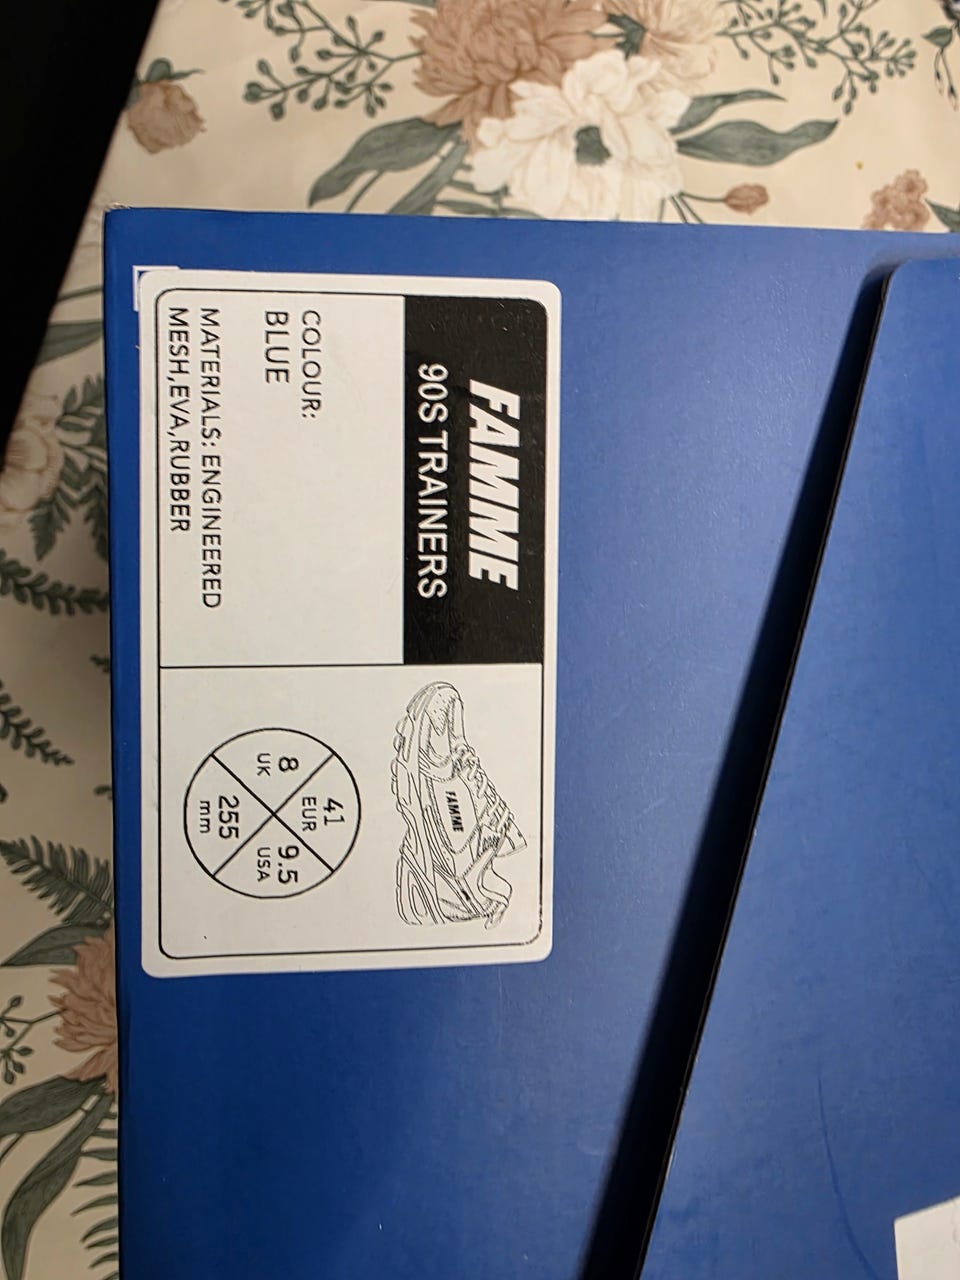 FAMME
90S TRAINERS
COLOUR:
BLUE
MATERIALS: ENGINEERED
MESH,EVA,RUBBER
FAMME
41
EUR
8
UK
9.5
USA
255
mm